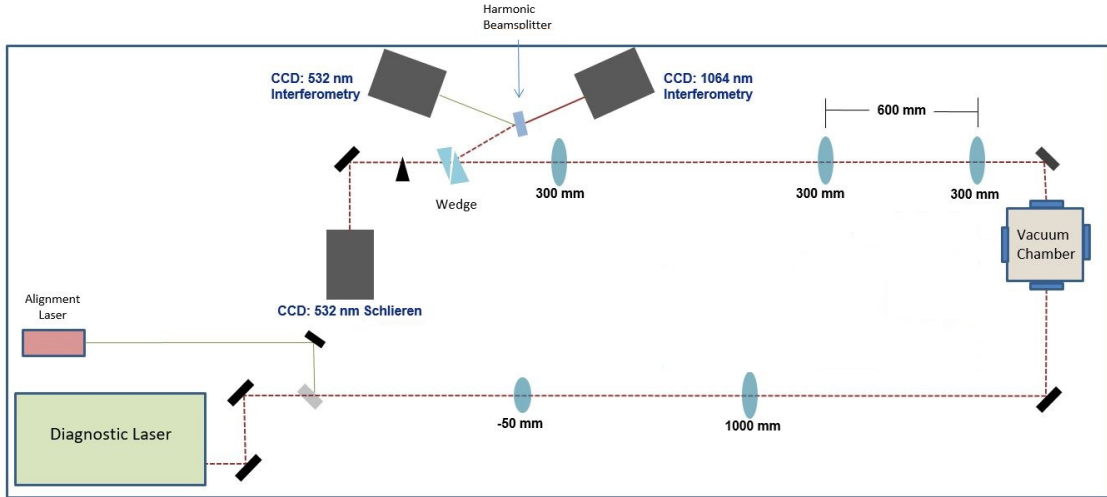 Harmonic
Beamsplitter
CCD: 532 nm
Interferometry
CCD: 1064 nm
Interferometry
600 mm
Wedge
300 mm
300 mm
300 mm
Vacuum
Chamber
CCD: 532 nm Schlieren
Alignment
Laser
Diagnostic Laser
-50 mm
1000 mm